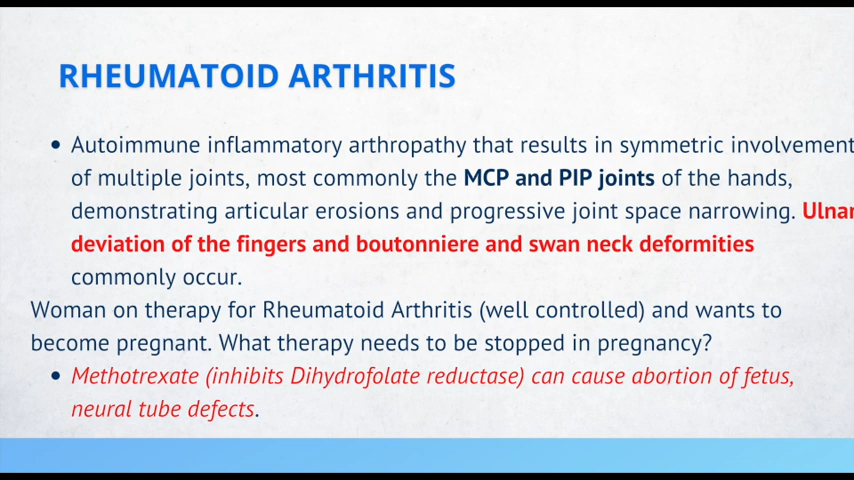 RHEUMATOID ARTHRITIS
• Autoimmune inflammatory arthropathy that results in symmetric involvement
of multiple joints, most commonly the MCP and PIP joints of the hands,
demonstrating articular erosions and progressive joint space narrowing. Ulnar
deviation of the fingers and boutonniere and swan neck deformities
commonly occur.
Woman on therapy for Rheumatoid Arthritis (well controlled) and wants to
become pregnant. What therapy needs to be stopped in pregnancy?
• Methotrexate (inhibits Dihydrofolate reductase) can cause abortion of fetus,
neural tube defects.